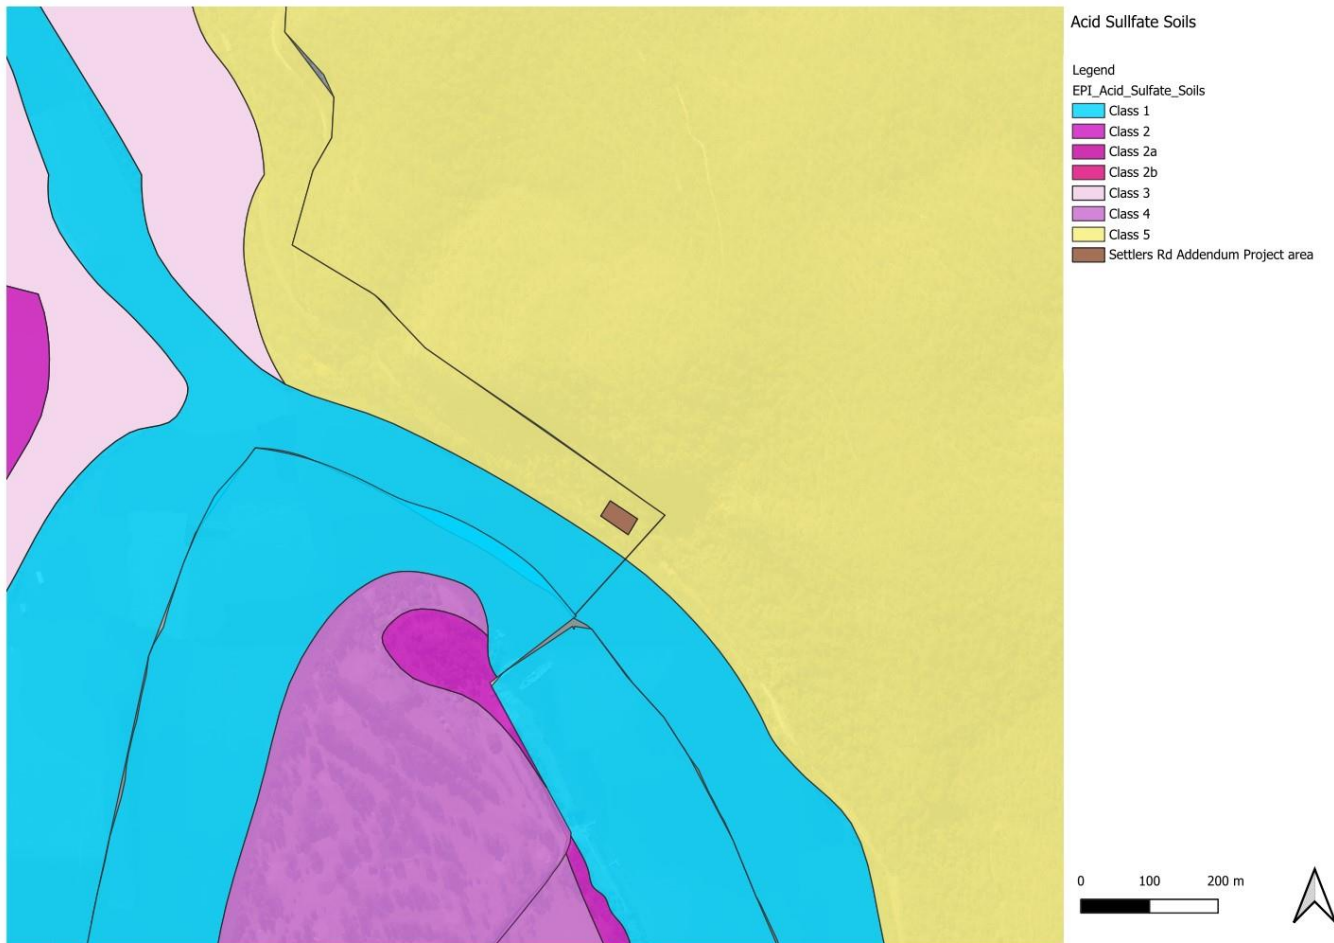 Acid Sullfate Soils
Legend
EPI_Acid_Sulfate_Soils
Class 1
Class 2
Class 2a
Class 2b
Class 3
Class 4
Class 5
Settlers Rd Addendum Project area
0 100 200 m